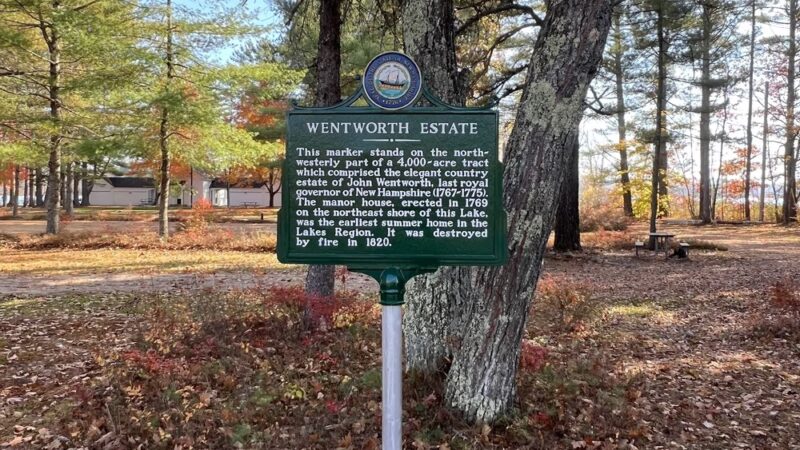 WENTWORTH ESTATE
This marker stands on the north-
westerly part of a 4,000-acre tract
which comprised the elegant country
estate of John Wentworth, last royal
governor of New Hampshire (1767-1775).
The manor house, erected in 1769
on the northeast shore of this Lake,
was the earliest summer home in the
Lakes Region. It was destroyed
by fire in 1820.